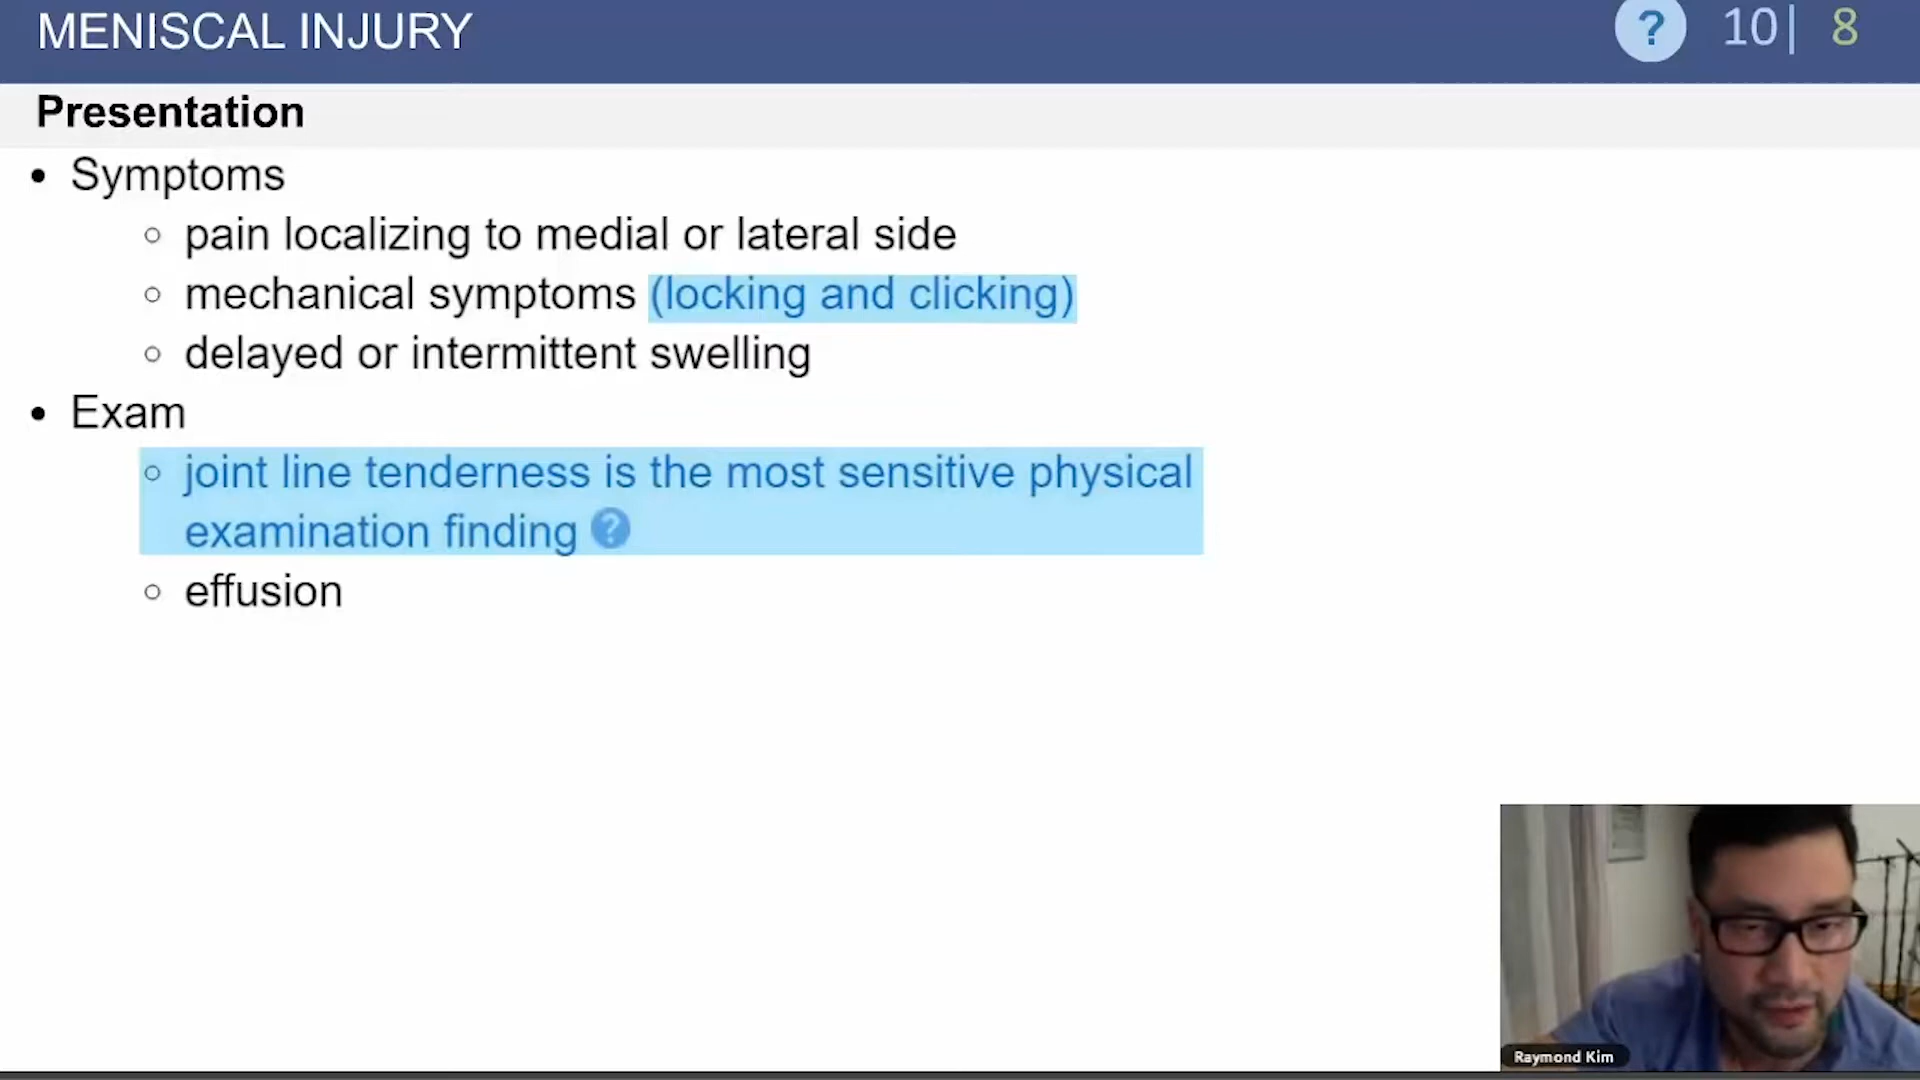 MENISCAL INJURY
? 10| 8
Presentation
• Symptoms
○ pain localizing to medial or lateral side
○ mechanical symptoms (locking and clicking)
○ delayed or intermittent swelling
• Exam
○ joint line tenderness is the most sensitive physical
examination finding ?
○ effusion
Raymond Kim